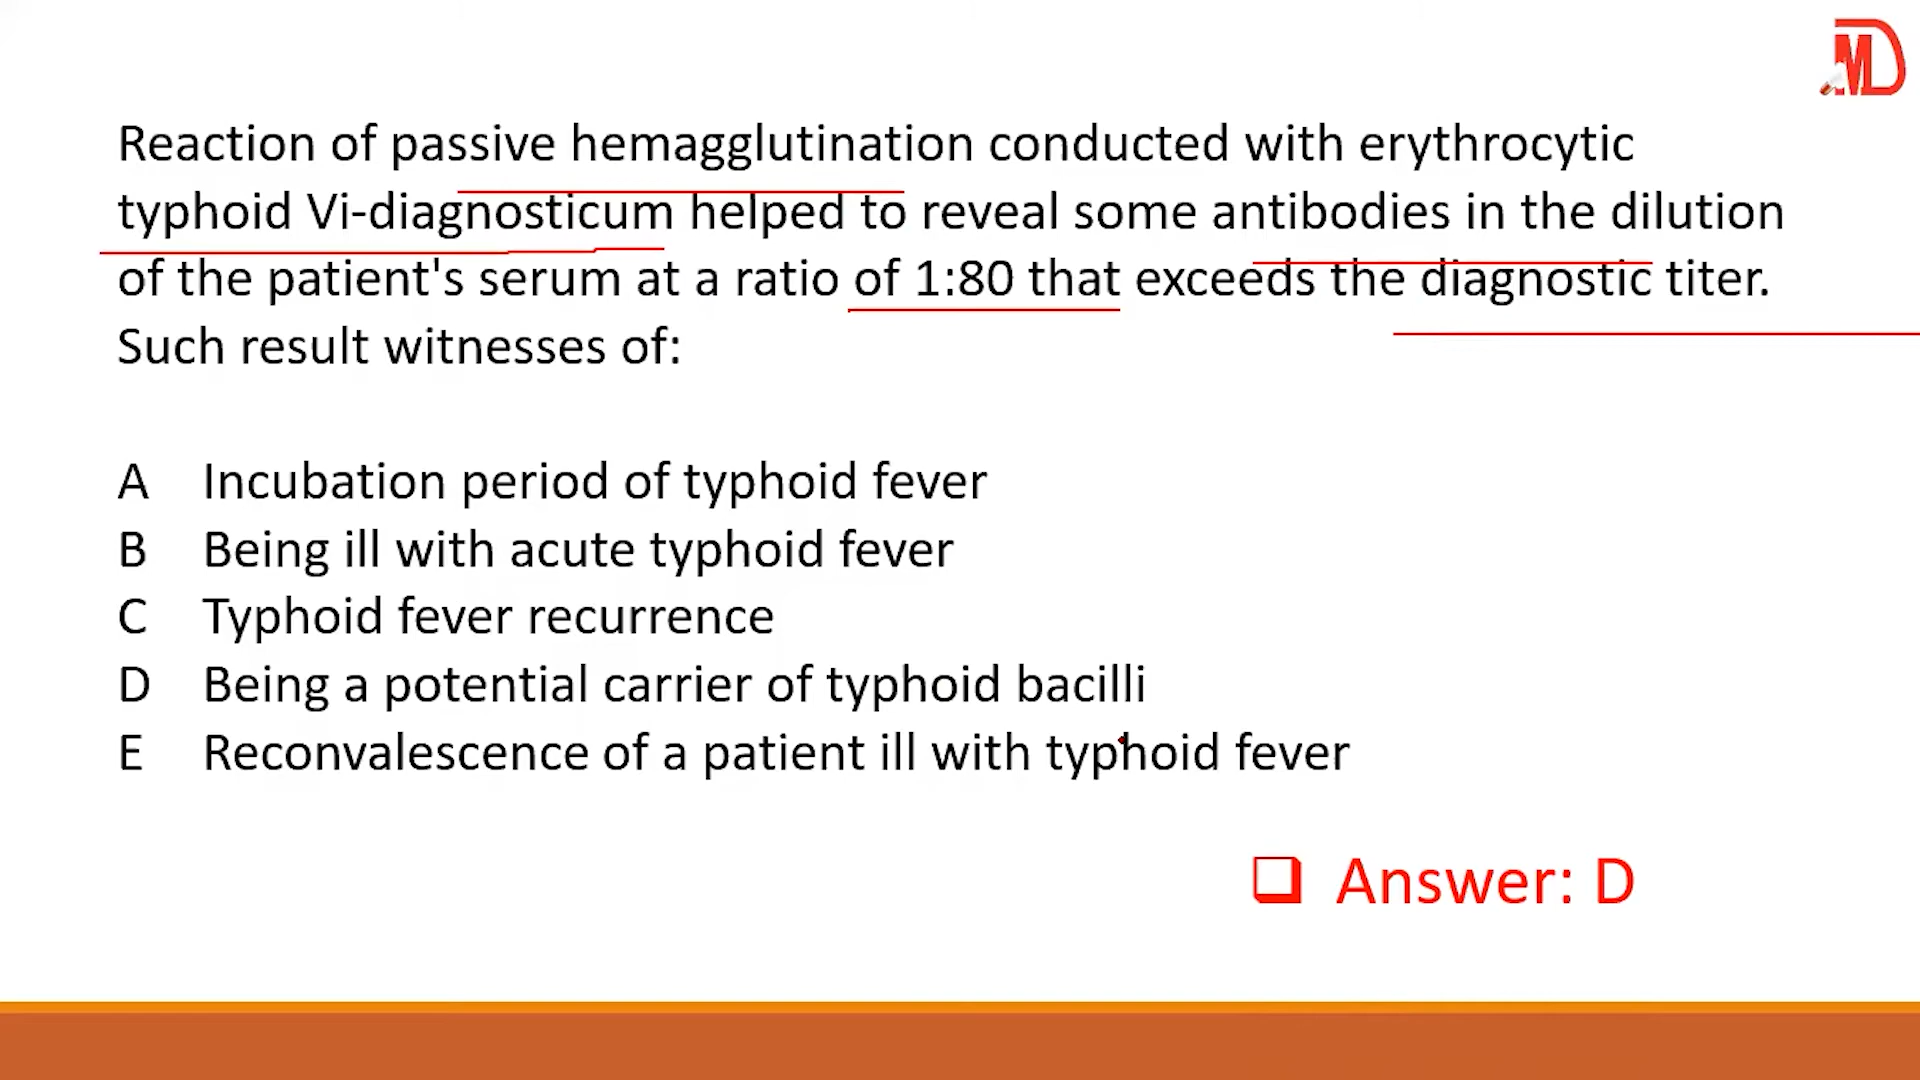 MD
Reaction of passive hemagglutination conducted with erythrocytic
typhoid Vi-diagnosticum helped to reveal some antibodies in the dilution
of the patient's serum at a ratio of 1:80 that exceeds the diagnostic titer.
Such result witnesses of:
A Incubation period of typhoid fever
B Being ill with acute typhoid fever
C Typhoid fever recurrence
D Being a potential carrier of typhoid bacilli
E Reconvalescence of a patient ill with typhoid fever
❑ Answer: D